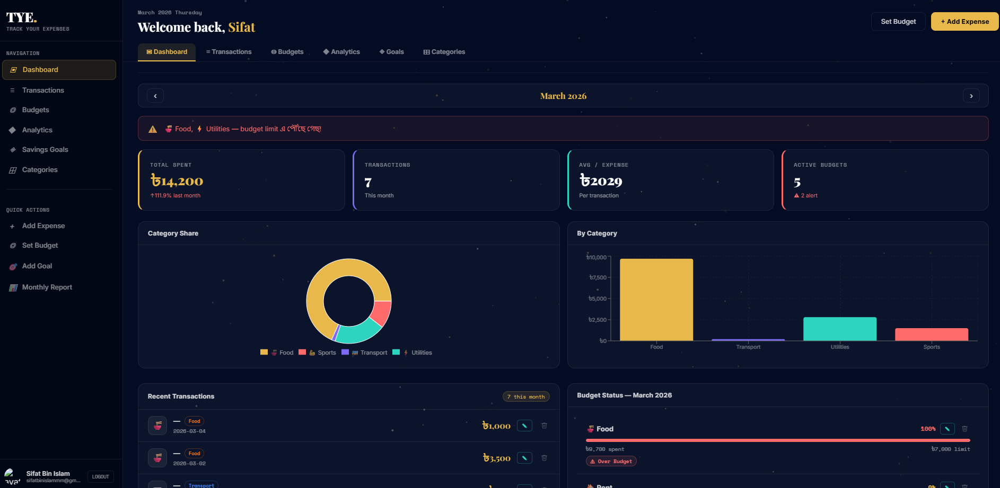 TYE.
TRACK YOUR EXPENSES
NAVIGATION
Dashboard
Transactions
Budgets
Analytics
Savings Goals
Categories
QUICK ACTIONS
+ Add Expense
Set Budget
Add Goal
Monthly Report
Sifat Bin Islam
sifatbinislammm@gm...
LOGOUT
March 2026 Thursday
Welcome back, Sifat
Set Budget
+ Add Expense
Dashboard
Transactions
Budgets
Analytics
Goals
Categories
‹
March 2026
›
Food, Utilities — budget limit এ পৌঁছে গেছ!
TOTAL SPENT
৳14,200
↑111.9% last month
TRANSACTIONS
7
This month
AVG / EXPENSE
৳2029
Per transaction
ACTIVE BUDGETS
5
2 alert
Category Share
Food Sports Transport Utilities
By Category
৳10,000
৳7,500
৳5,000
৳2,500
৳0
Food Transport Utilities Sports
Recent Transactions
7 this month
— Food
2026-03-04
৳1,000
— Food
2026-03-02
৳3,500
— Transport
Budget Status — March 2026
Food
100%
৳9,700 spent
৳7,000 limit
Over Budget
Rent
0%